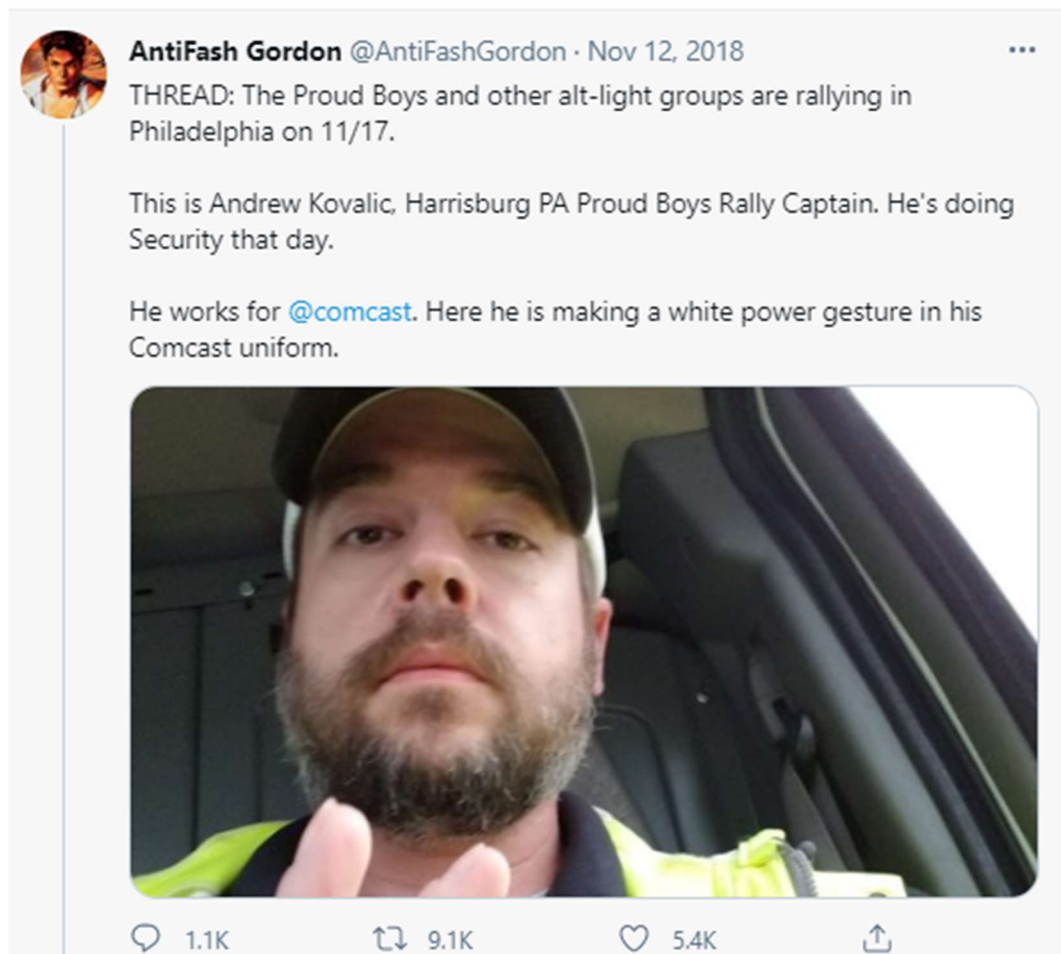 AntiFash Gordon @AntiFashGordon · Nov 12, 2018
THREAD: The Proud Boys and other alt-light groups are rallying in
Philadelphia on 11/17.
This is Andrew Kovalic, Harrisburg PA Proud Boys Rally Captain. He's doing
Security that day.
He works for @comcast. Here he is making a white power gesture in his
Comcast uniform.
1.1K 9.1K 5.4K